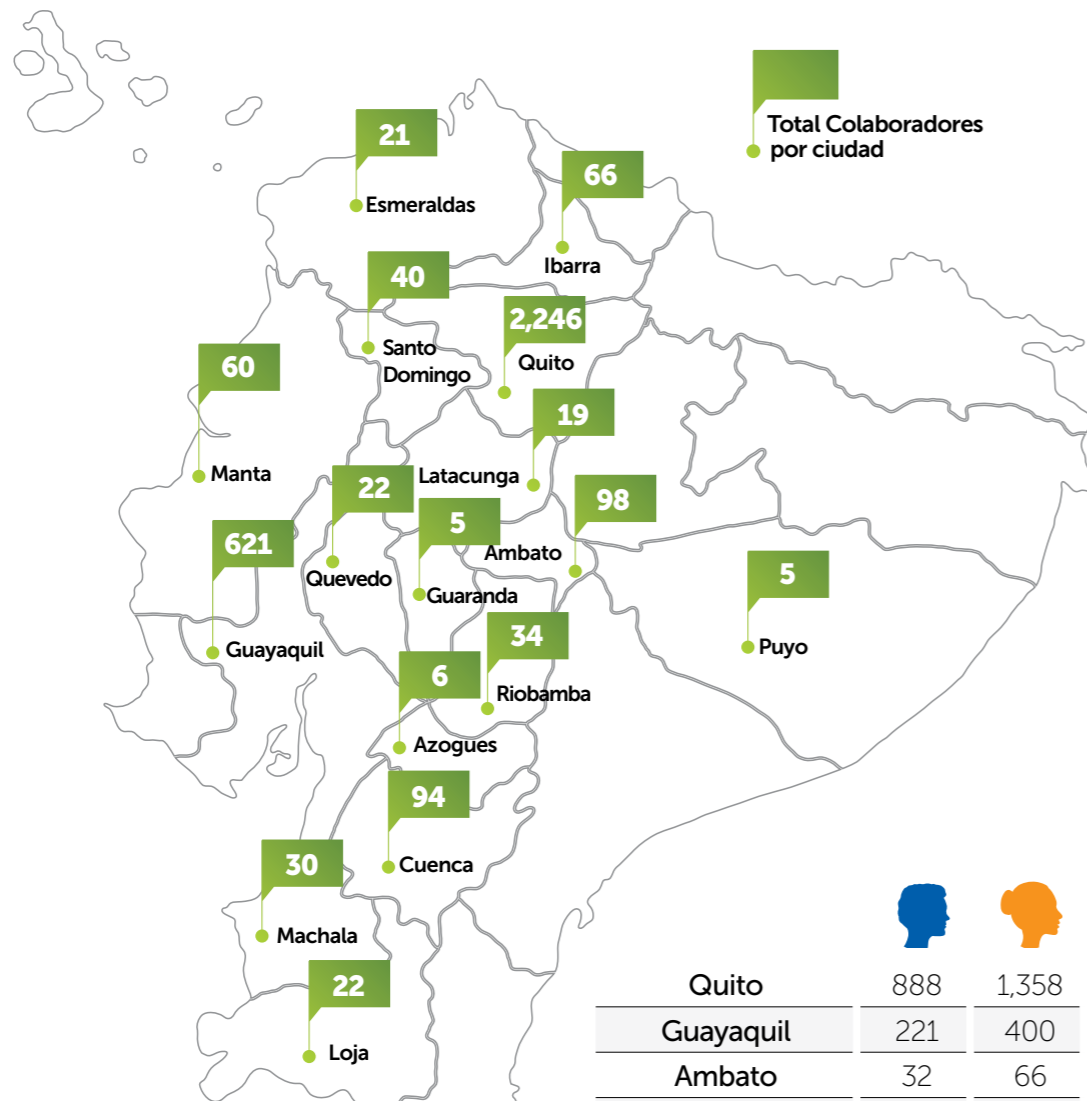 Total Colaboradores
por ciudad
21
Esmeraldas
66
Ibarra
40
Santo
Domingo
2,246
Quito
60
Manta
19
Latacunga
22
Quevedo
5
Guaranda
98
Ambato
621
Guayaquil
5
Puyo
34
Riobamba
6
Azogues
94
Cuenca
30
Machala
22
Loja
Quito 888 1,358
Guayaquil 221 400
Ambato 32 66